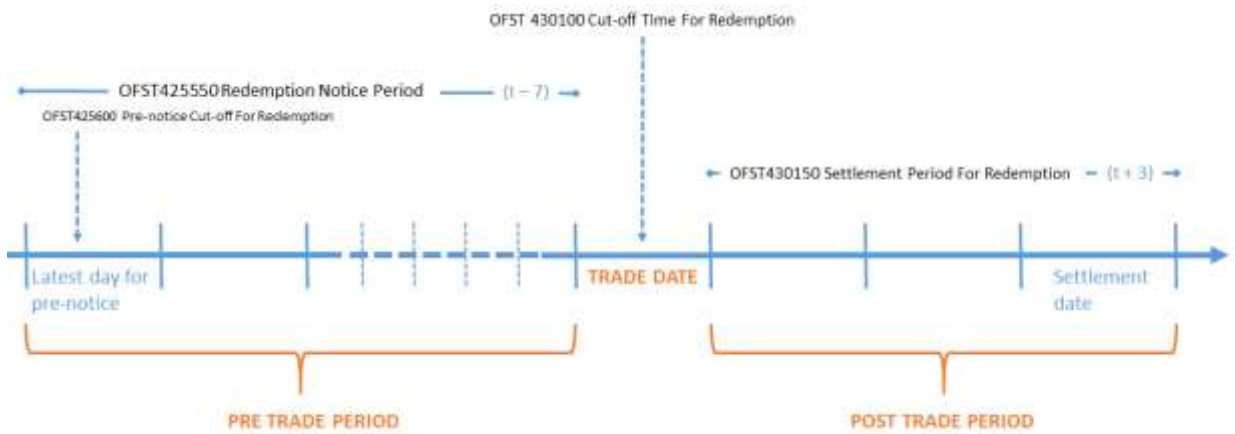 OFST 430100 Cut-off Time For Redemption
OFST425550 Redemption Notice Period (t – 7)
OFST425600 Pre-notice Cut-off For Redemption
OFST430150 Settlement Period For Redemption (t + 3)
Latest day for
pre-notice
TRADE DATE
Settlement
date
PRE TRADE PERIOD
POST TRADE PERIOD